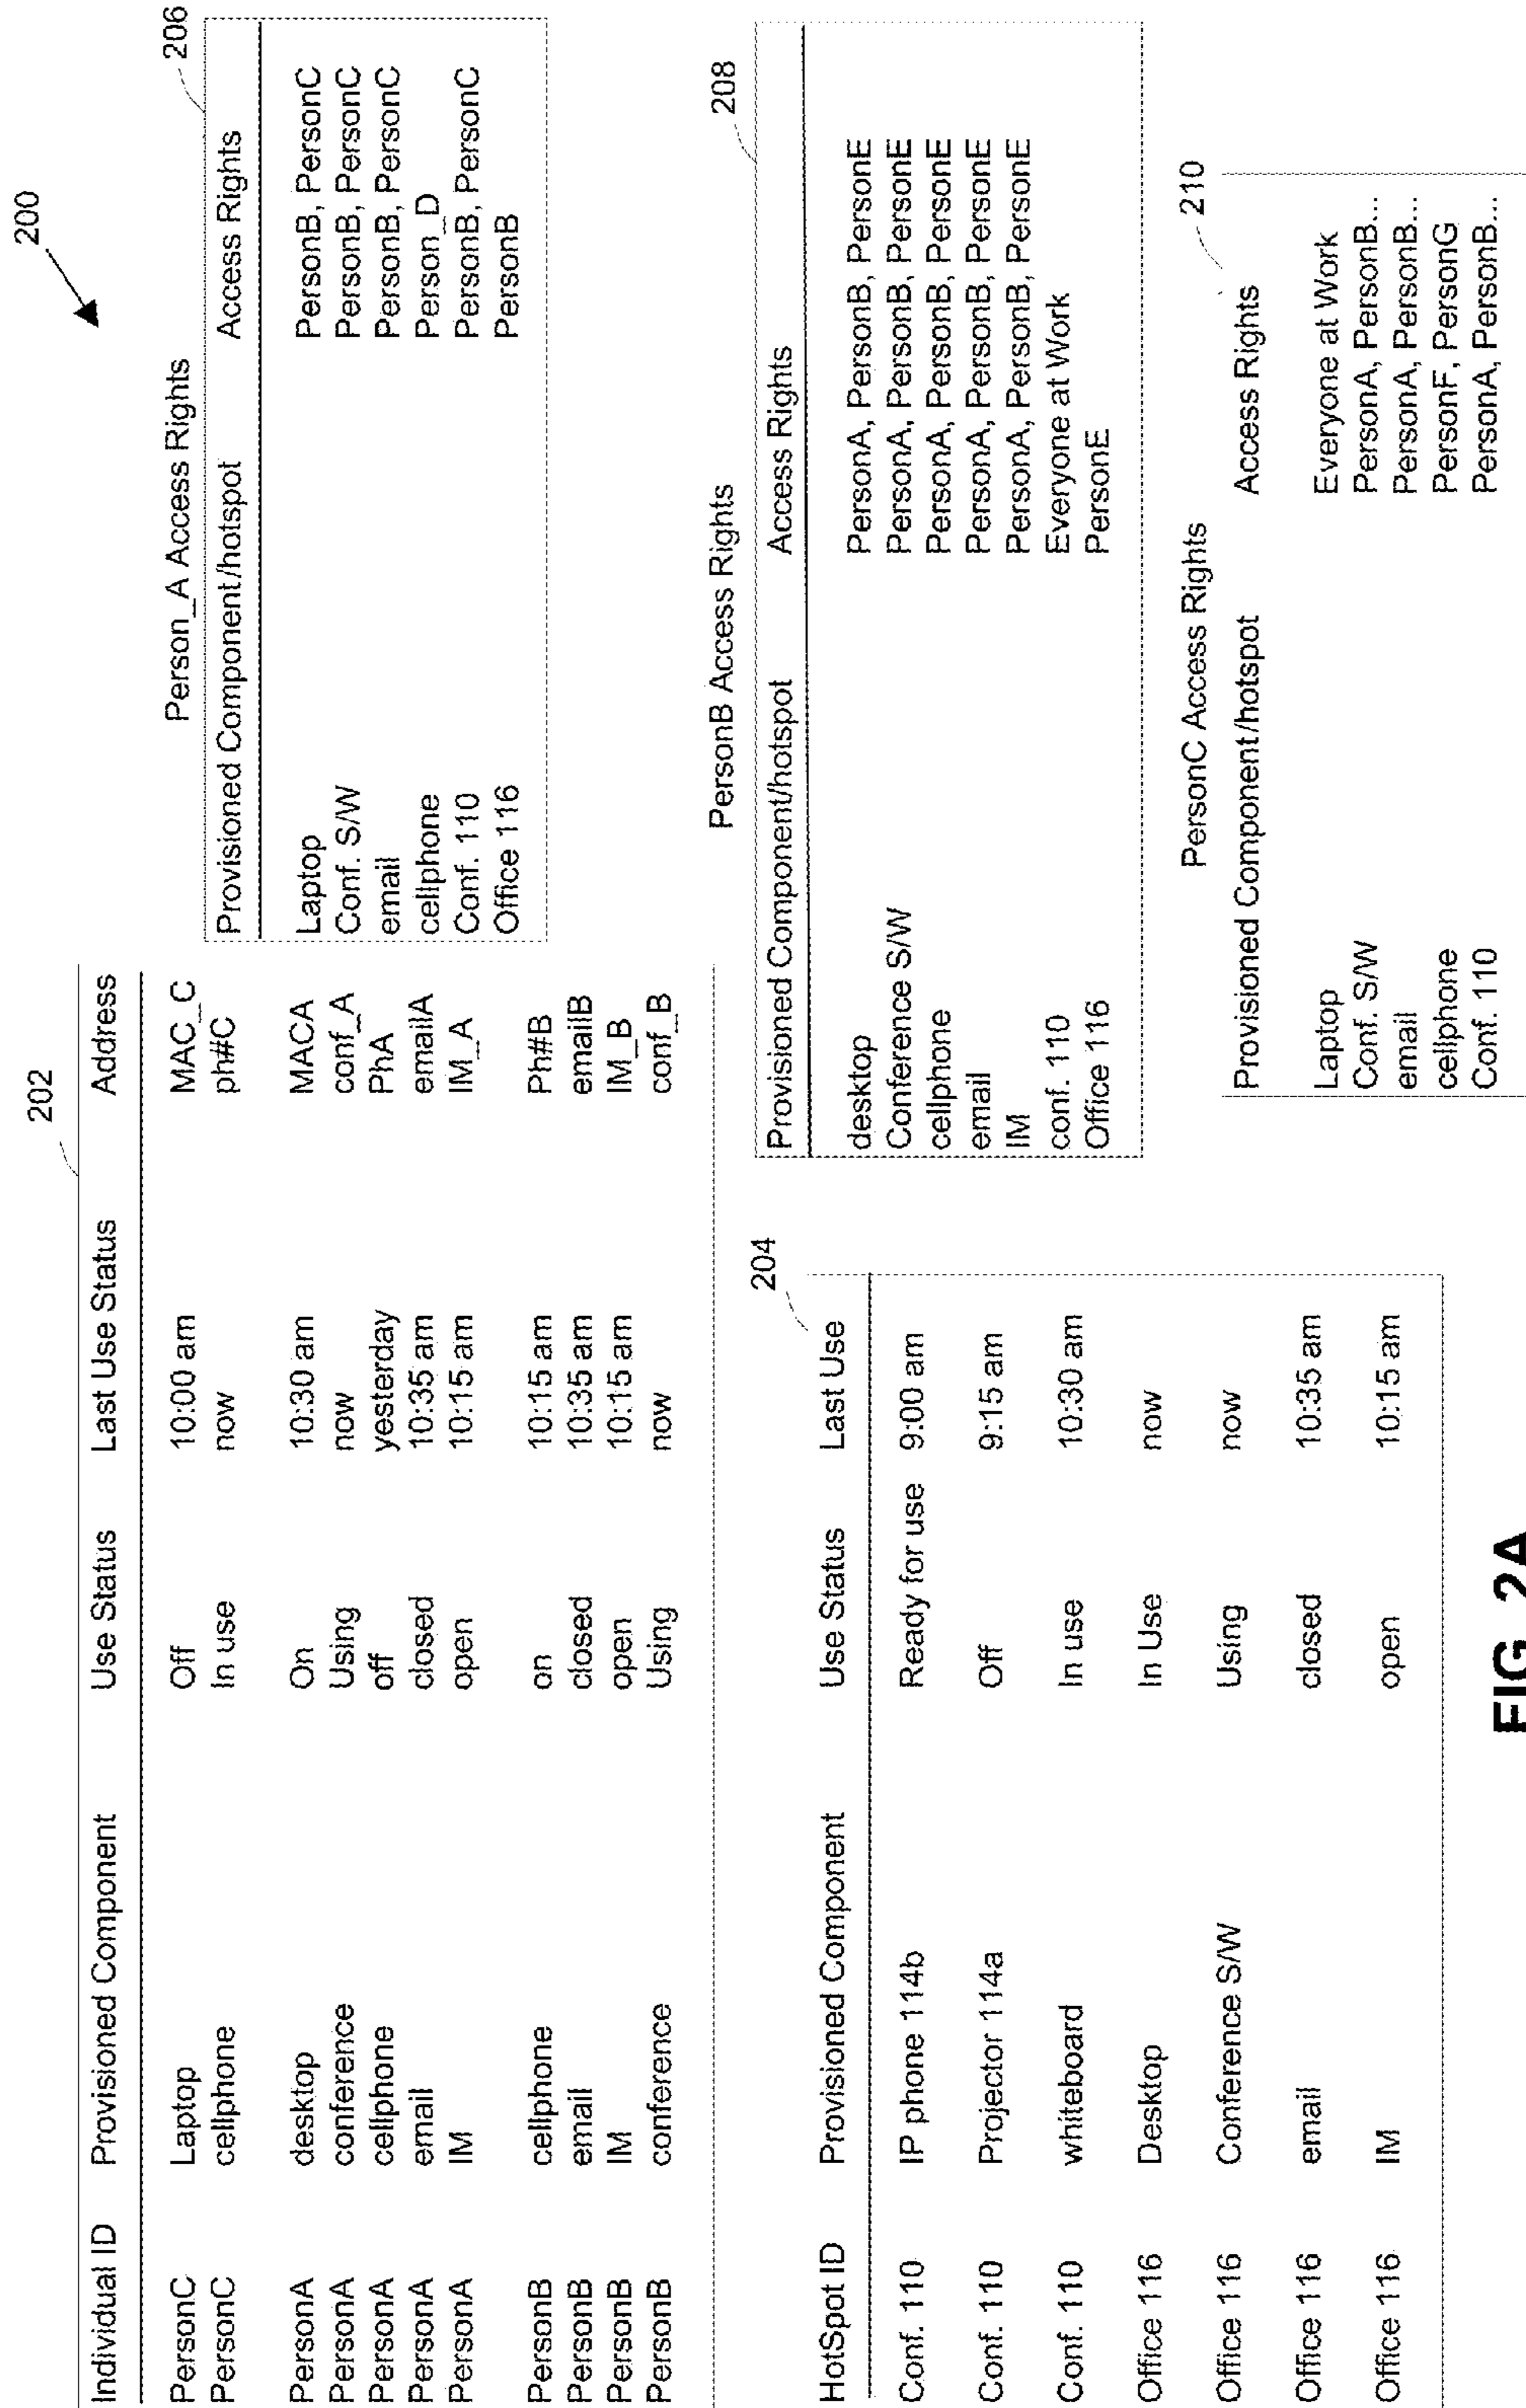 200
202
Individual ID Provisioned Component Use Status Last Use Status Address
PersonC Laptop Off 10:00 am MAC_C
PersonC cellphone In use now ph#C
PersonA desktop On 10:30 am MACA
PersonA conference Using now conf_A
PersonA cellphone off yesterday PhA
PersonA email closed 10:35 am emailA
PersonA IM open 10:15 am IM_A
PersonB cellphone on 10:15 am Ph#B
PersonB email closed 10:35 am emailB
PersonB IM open 10:15 am IM_B
PersonB conference Using now conf_B
204
HotSpot ID Provisioned Component Use Status Last Use
Conf. 110 IP phone 114b Ready for use 9:00 am
Conf. 110 Projector 114a Off 9:15 am
Conf. 110 whiteboard In use 10:30 am
Office 116 Desktop In Use now
Office 116 Conference S/W Using now
Office 116 email closed 10:35 am
Office 116 IM open 10:15 am
Person_A Access Rights
206
Provisioned Component/hotspot Access Rights
Laptop PersonB, PersonC
Conf. S/W PersonB, PersonC
email PersonB, PersonC
cellphone Person_D
Conf. 110 PersonB, PersonC
Office 116 PersonB
PersonB Access Rights
208
Provisioned Component/hotspot Access Rights
desktop PersonA, PersonB, PersonE
Conference S/W PersonA, PersonB, PersonE
cellphone PersonA, PersonB, PersonE
email PersonA, PersonB, PersonE
IM PersonA, PersonB, PersonE
conf. 110 Everyone at Work
Office 116 PersonE
PersonC Access Rights
210
Provisioned Component/hotspot Access Rights
Laptop Everyone at Work
Conf. S/W PersonA, PersonB...
email PersonA, PersonB...
cellphone PersonF, PersonG
Conf. 110 PersonA, PersonB...
FIG. 2A